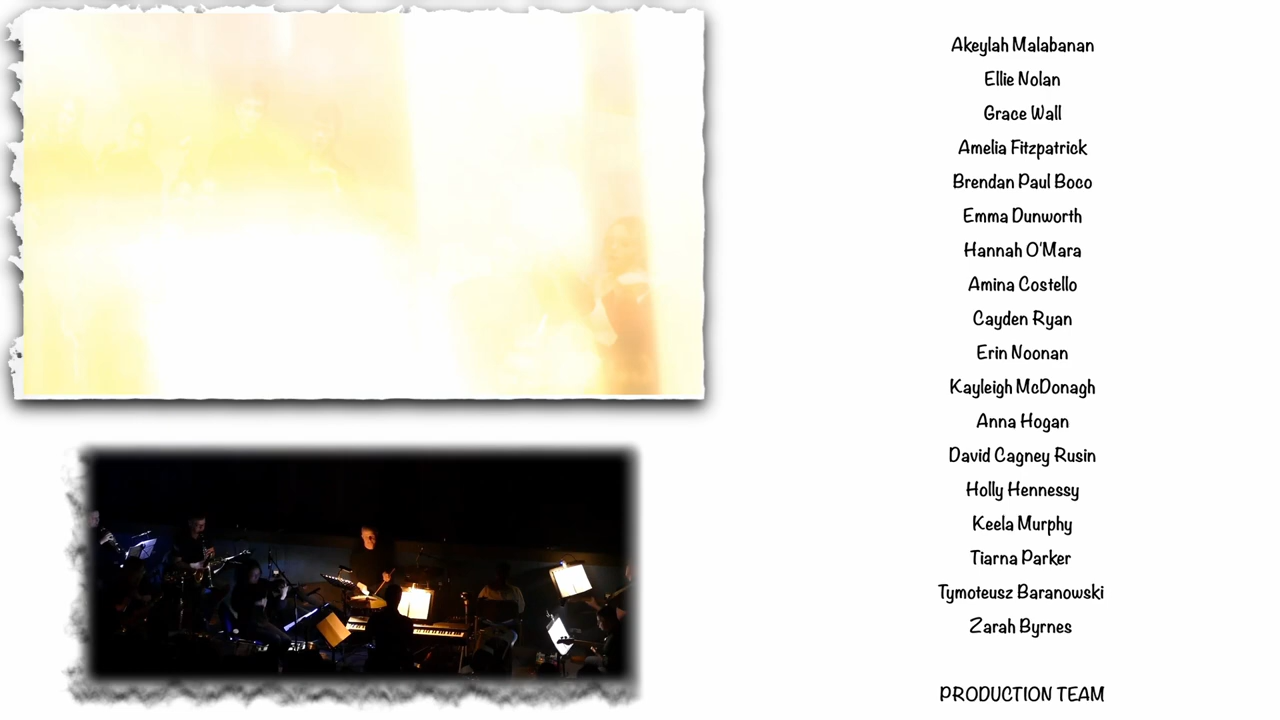 Akeylah Malabanan
Ellie Nolan
Grace Wall
Amelia Fitzpatrick
Brendan Paul Boco
Emma Dunworth
Hannah O'Mara
Amina Costello
Cayden Ryan
Erin Noonan
Kayleigh McDonagh
Anna Hogan
David Cagney Rusin
Holly Hennessy
Keela Murphy
Tiarna Parker
Tymoteusz Baranowski
Zarah Byrnes
PRODUCTION TEAM